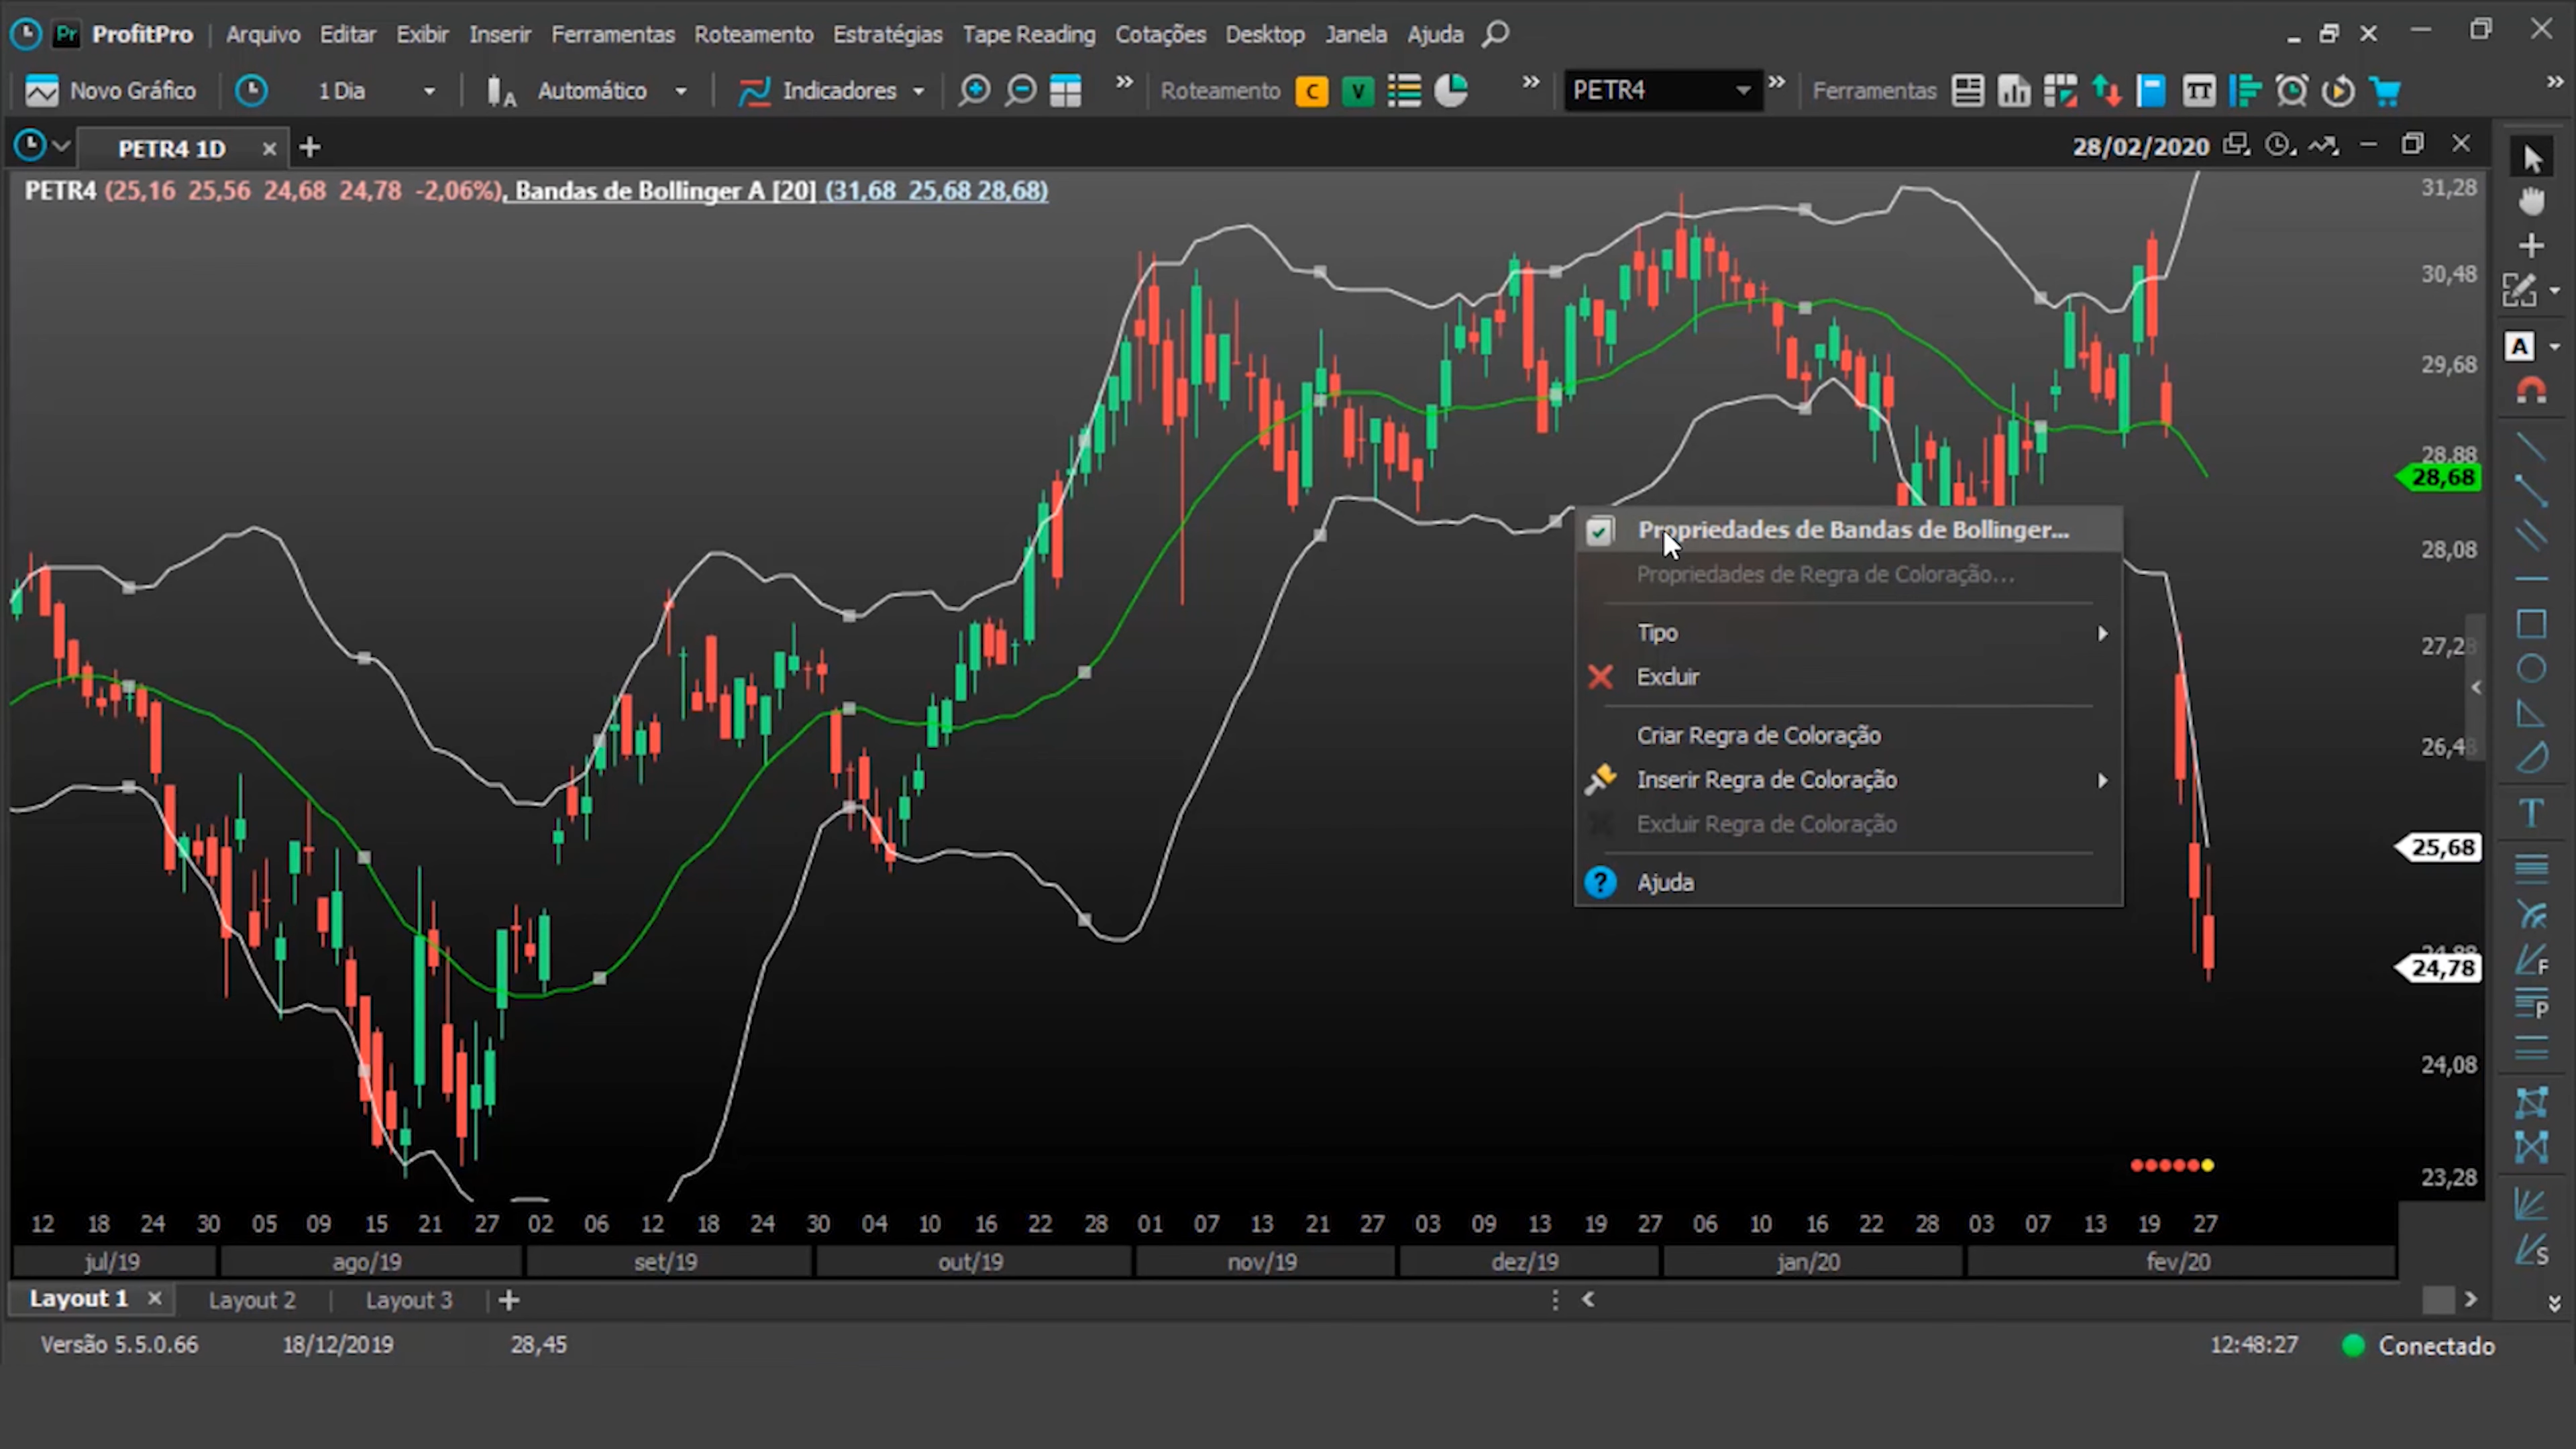 Pr ProfitPro Arquivo Editar Exibir Inserir Ferramentas Roteamento Estratégias Tape Reading Cotações Desktop Janela Ajuda
Novo Gráfico 1 Dia A Automático Indicadores » Roteamento C V » PETR4 » Ferramentas TT »
PETR4 1D 28/02/2020
PETR4 (25,16 25,56 24,68 24,78 -2,06%), Bandas de Bollinger A [20] (31,68 25,68 28,68)
31,28
30,48
A
29,68
28,88
28,68
Propriedades de Bandas de Bollinger...
28,08
Propriedades de Regra de Coloração...
Tipo
27,28
Excluir
Criar Regra de Coloração
26,48
Inserir Regra de Coloração
T
Excluir Regra de Coloração
25,68
? Ajuda
24,88
24,78
F
P
24,08
23,28
12 18 24 30 05 09 15 21 27 02 06 12 18 24 30 04 10 16 22 28 01 07 13 21 27 03 09 13 19 27 06 10 16 22 28 03 07 13 19 27
jul/19 ago/19 set/19 out/19 nov/19 dez/19 jan/20 fev/20
S
Layout 1 Layout 2 Layout 3
Versão 5.5.0.66 18/12/2019 28,45 12:48:27 Conectado